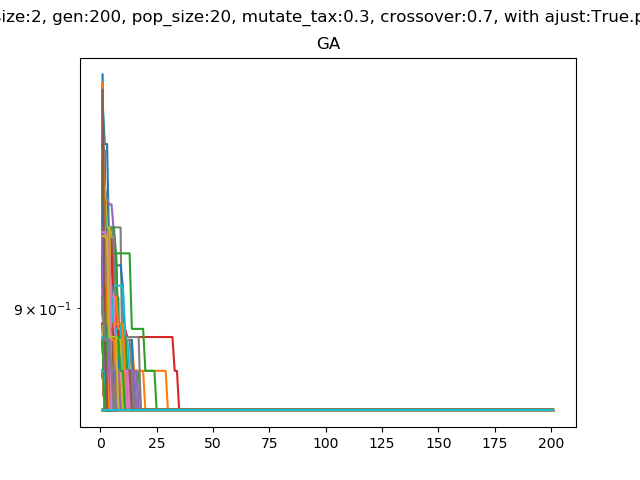 size:2, gen:200, pop_size:20, mutate_tax:0.3, crossover:0.7, with ajust:True.p
GA
9 × 10⁻¹
0 25 50 75 100 125 150 175 200